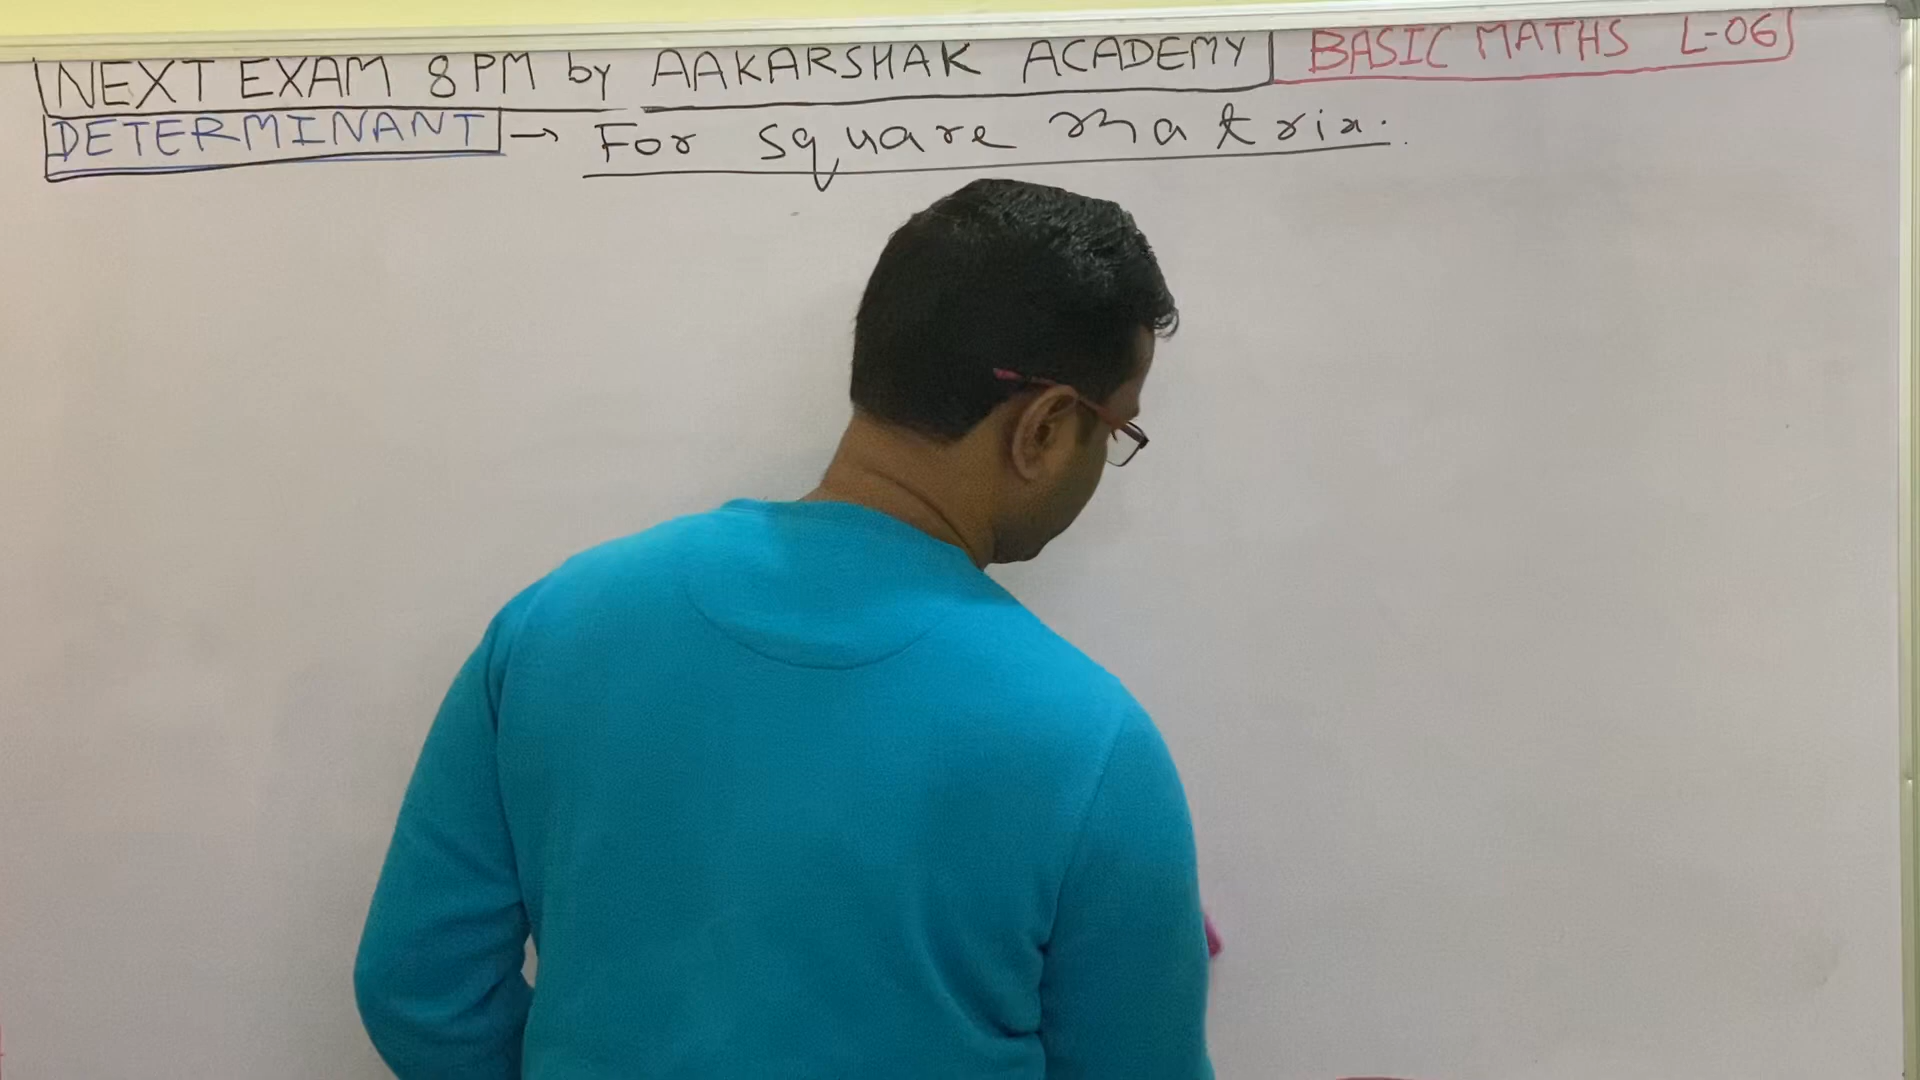 NEXT EXAM 8 PM by AAKARSHAK ACADEMY BASIC MATHS L-06
DETERMINANT → For square matrix.